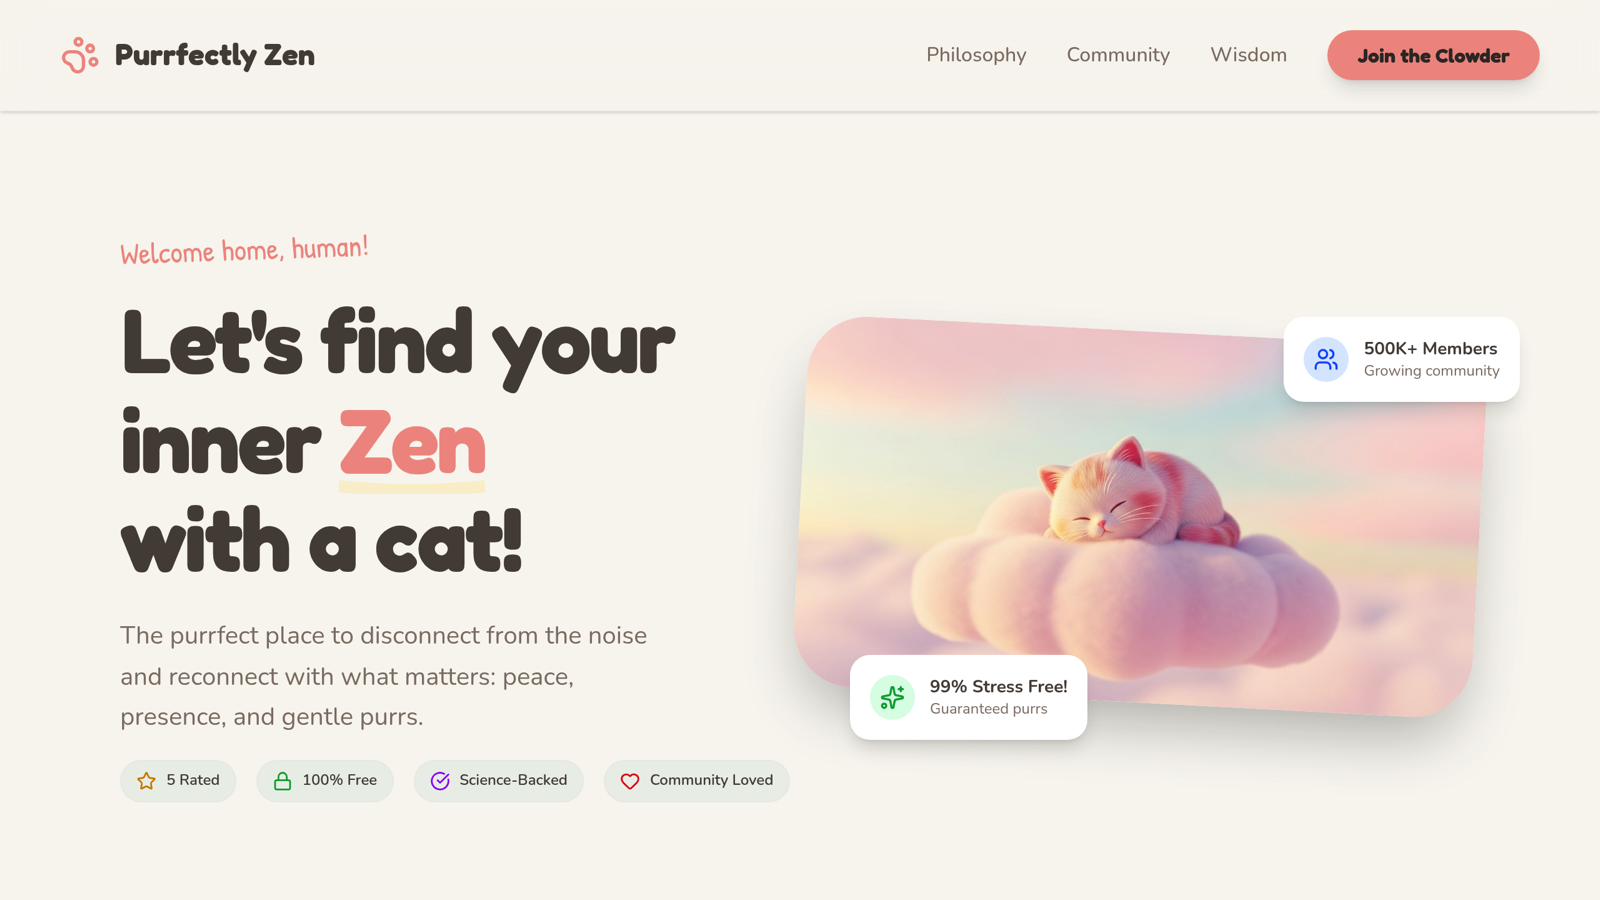 Purrfectly Zen
Philosophy
Community
Wisdom
Join the Clowder
Welcome home, human!
Let's find your
inner Zen
with a cat!
The purrfect place to disconnect from the noise
and reconnect with what matters: peace,
presence, and gentle purrs.
5 Rated
100% Free
Science-Backed
Community Loved
500K+ Members
Growing community
99% Stress Free!
Guaranteed purrs